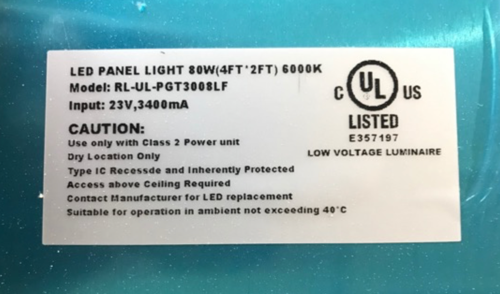 LED PANEL LIGHT 80W(4FT*2FT) 6000K
Model: RL-UL-PGT3008LF
Input: 23V,3400mA
CAUTION:
Use only with Class 2 Power unit
Dry Location Only
Type IC Recessde and Inherently Protected
Access above Ceiling Required
Contact Manufacturer for LED replacement
Suitable for operation in ambient not exceeding 40°C
C UL US
LISTED
E357197
LOW VOLTAGE LUMINAIRE